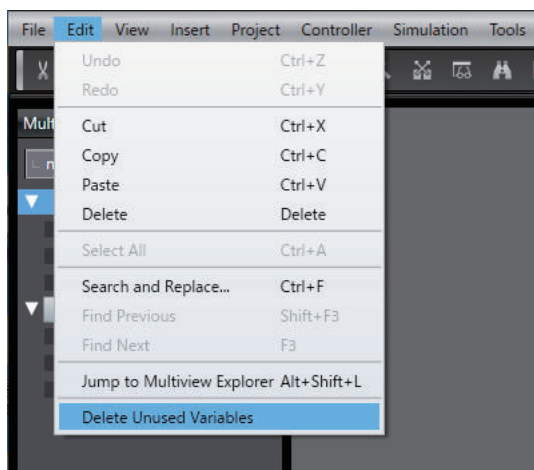 File Edit View Insert Project Controller Simulation Tools
Undo Ctrl+Z
Redo Ctrl+Y
Mult
Cut Ctrl+X
Copy Ctrl+C
Paste Ctrl+V
Delete Delete
Select All Ctrl+A
Search and Replace... Ctrl+F
Find Previous Shift+F3
Find Next F3
Jump to Multiview Explorer Alt+Shift+L
Delete Unused Variables